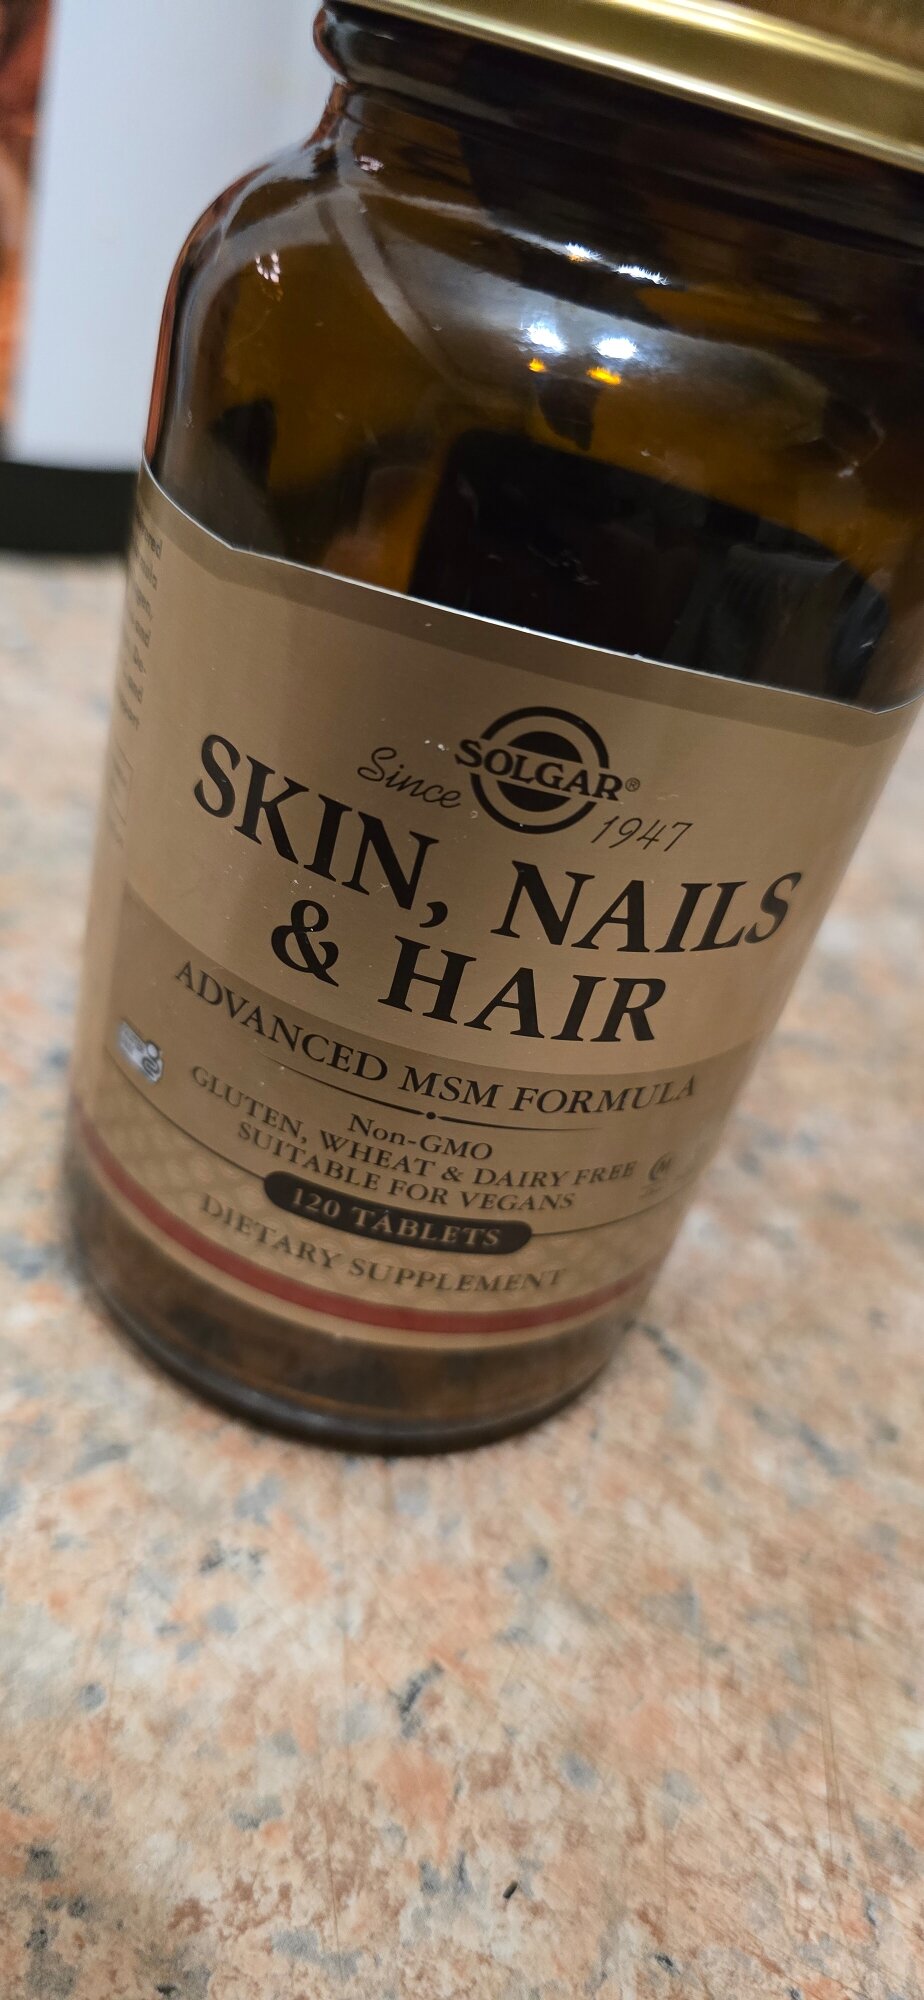 Since SOLGAR® 1947
SKIN, NAILS
& HAIR
ADVANCED MSM FORMULA
Non-GMO
GLUTEN, WHEAT & DAIRY FREE
SUITABLE FOR VEGANS
120 TABLETS
DIETARY SUPPLEMENT